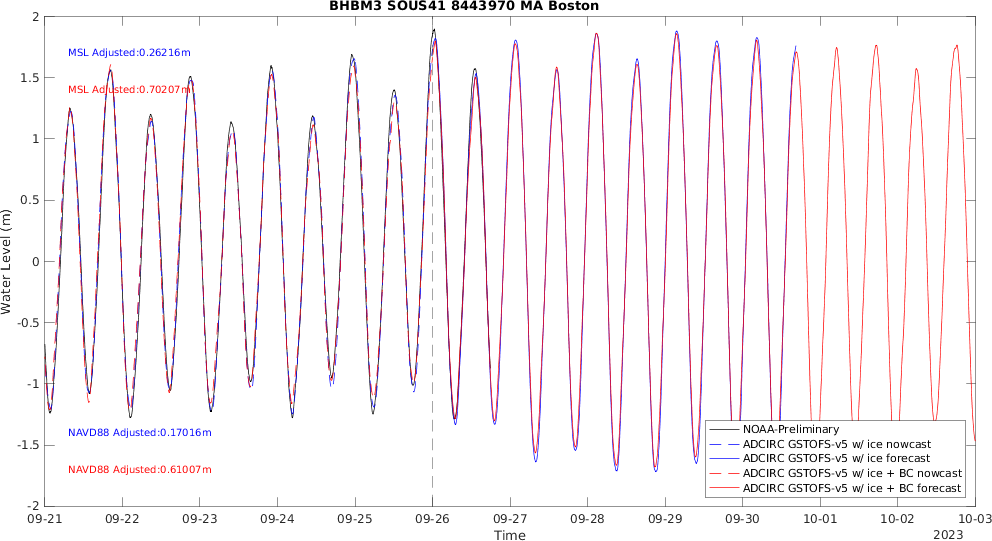 BHBM3 SOUS41 8443970 MA Boston
2
1.5
1
0.5
0
-0.5
-1
-1.5
-2
Water Level (m)
MSL Adjusted:0.26216m
MSL Adjusted:0.70207m
NAVD88 Adjusted:0.17016m
NAVD88 Adjusted:0.61007m
NOAA-Preliminary
ADCIRC GSTOFS-v5 w/ ice nowcast
ADCIRC GSTOFS-v5 w/ ice forecast
ADCIRC GSTOFS-v5 w/ ice + BC nowcast
ADCIRC GSTOFS-v5 w/ ice + BC forecast
09-21 09-22 09-23 09-24 09-25 09-26 09-27 09-28 09-29 09-30 10-01 10-02 10-03
Time
2023